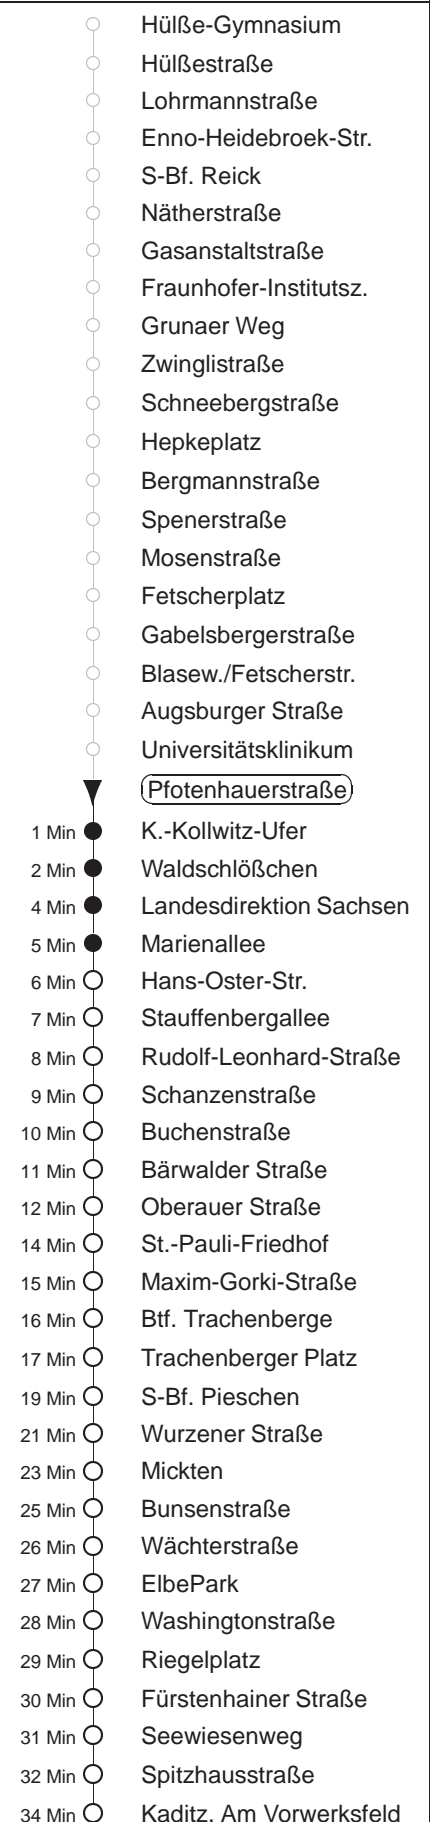 Hülße-Gymnasium
Hülßestraße
Lohrmannstraße
Enno-Heidebroek-Str.
S-Bf. Reick
Nätherstraße
Gasanstaltstraße
Fraunhofer-Institutsz.
Grunaer Weg
Zwinglistraße
Schneebergstraße
Hepkeplatz
Bergmannstraße
Spenerstraße
Mosenstraße
Fetscherplatz
Gabelsbergerstraße
Blasew./Fetscherstr.
Augsburger Straße
Universitätsklinikum
Pfotenhauerstraße
1 Min K.-Kollwitz-Ufer
2 Min Waldschlößchen
4 Min Landesdirektion Sachsen
5 Min Marienallee
6 Min Hans-Oster-Str.
7 Min Stauffenbergallee
8 Min Rudolf-Leonhard-Straße
9 Min Schanzenstraße
10 Min Buchenstraße
11 Min Bärwalder Straße
12 Min Oberauer Straße
14 Min St.-Pauli-Friedhof
15 Min Maxim-Gorki-Straße
16 Min Btf. Trachenberge
17 Min Trachenberger Platz
19 Min S-Bf. Pieschen
21 Min Wurzener Straße
23 Min Mickten
25 Min Bunsenstraße
26 Min Wächterstraße
27 Min ElbePark
28 Min Washingtonstraße
29 Min Riegelplatz
30 Min Fürstenhainer Straße
31 Min Seewiesenweg
32 Min Spitzhausstraße
34 Min Kaditz, Am Vorwerksfeld